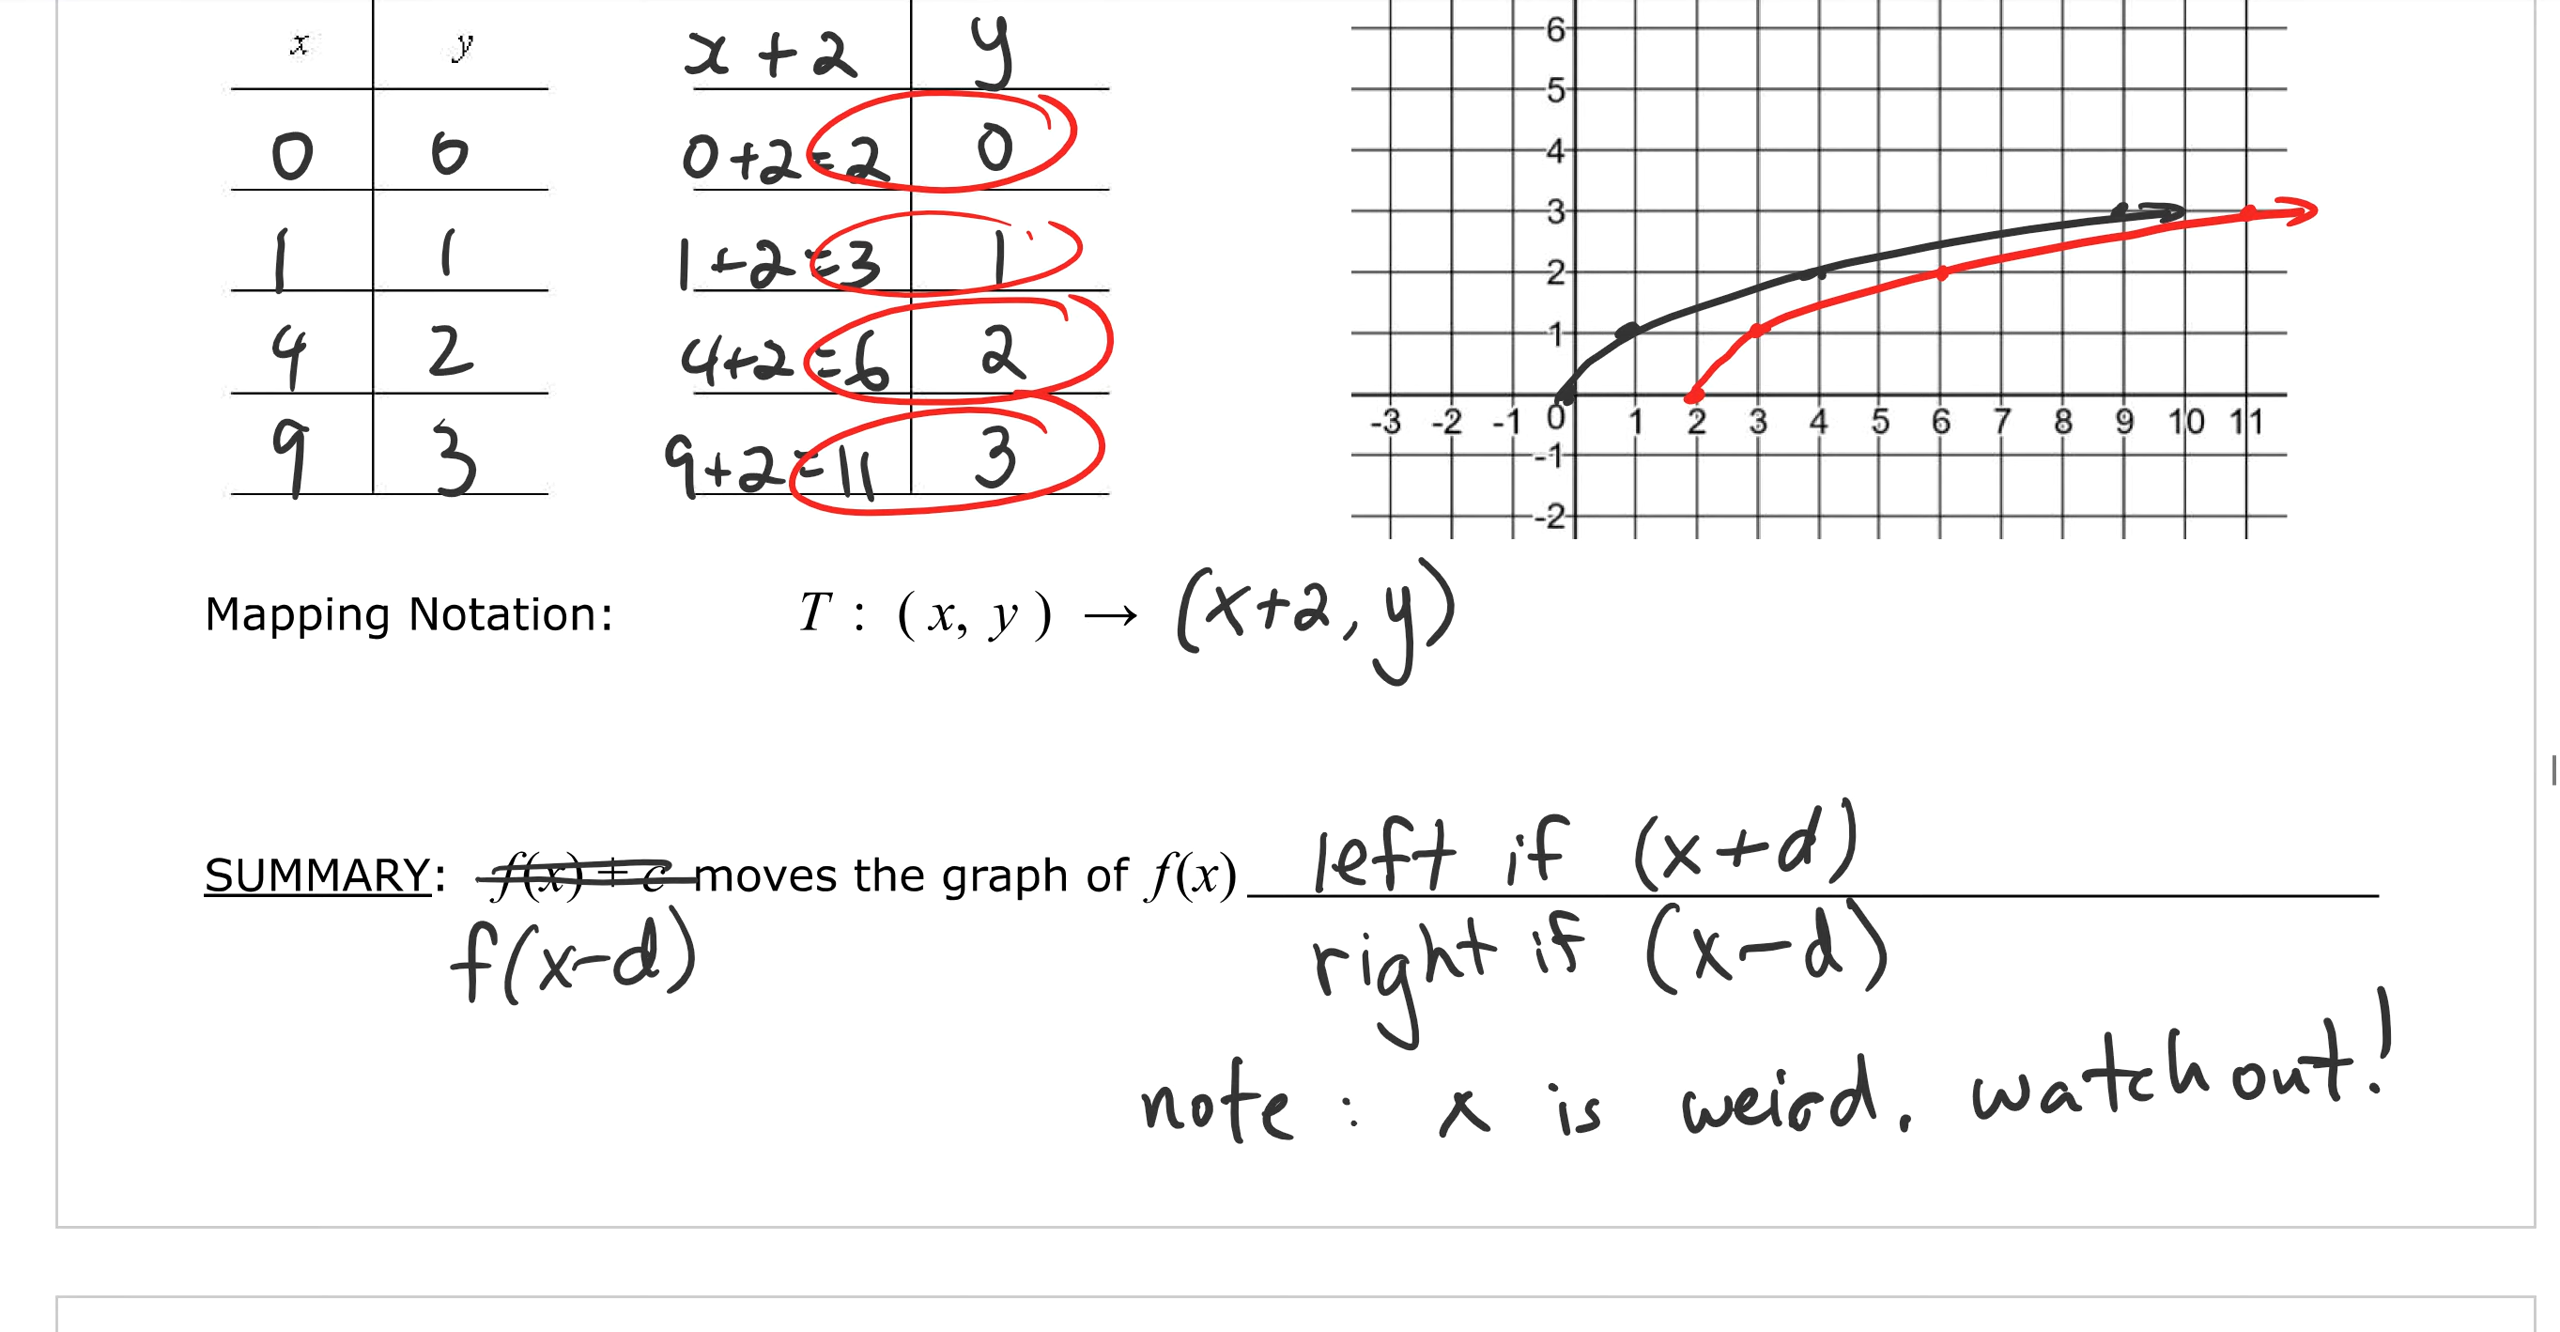 x y
0 0
1 1
4 2
9 3
x + 2 y
0+2=2 0
1+2=3 1
4+2=6 2
9+2=11 3
6
5
4
3
2
1
-3 -2 -1 0 1 2 3 4 5 6 7 8 9 10 11
-1
-2
Mapping Notation: T : ( x, y ) → (x+2, y)
SUMMARY: f(x) + c moves the graph of f(x) left if (x+d)
f(x-d) right if (x-d)
note : x is weird. watch out!